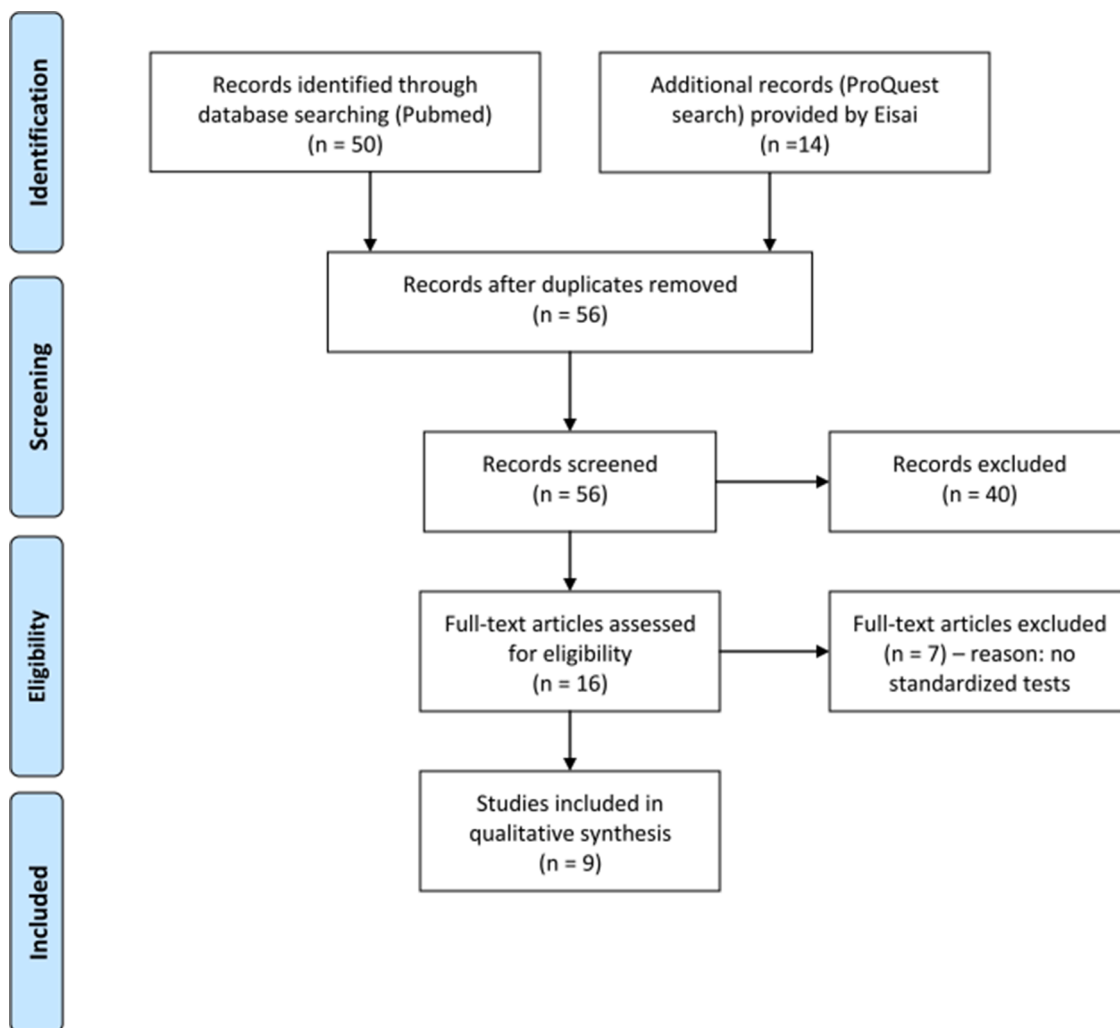 Identification
Records identified through
database searching (Pubmed)
(n = 50)
Additional records (ProQuest
search) provided by Eisai
(n =14)
Records after duplicates removed
(n = 56)
Screening
Records screened
(n = 56)
Records excluded
(n = 40)
Eligibility
Full-text articles assessed
for eligibility
(n = 16)
Full-text articles excluded
(n = 7) – reason: no
standardized tests
Included
Studies included in
qualitative synthesis
(n = 9)